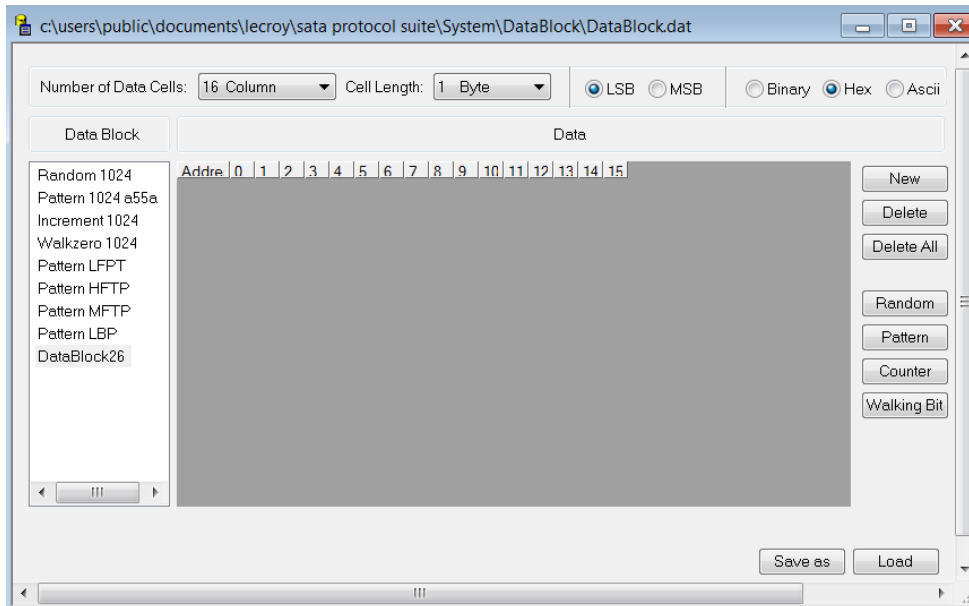 c:\users\public\documents\lecroy\sata protocol suite\System\DataBlock\DataBlock.dat
Number of Data Cells: 16 Column Cell Length: 1 Byte LSB MSB Binary Hex Ascii
Data Block Data
Addre 0 1 2 3 4 5 6 7 8 9 10 11 12 13 14 15
Random 1024
Pattern 1024 a55a
Increment 1024
Walkzero 1024
Pattern LFPT
Pattern HFTP
Pattern MFTP
Pattern LBP
DataBlock26
New
Delete
Delete All
Random
Pattern
Counter
Walking Bit
Save as Load